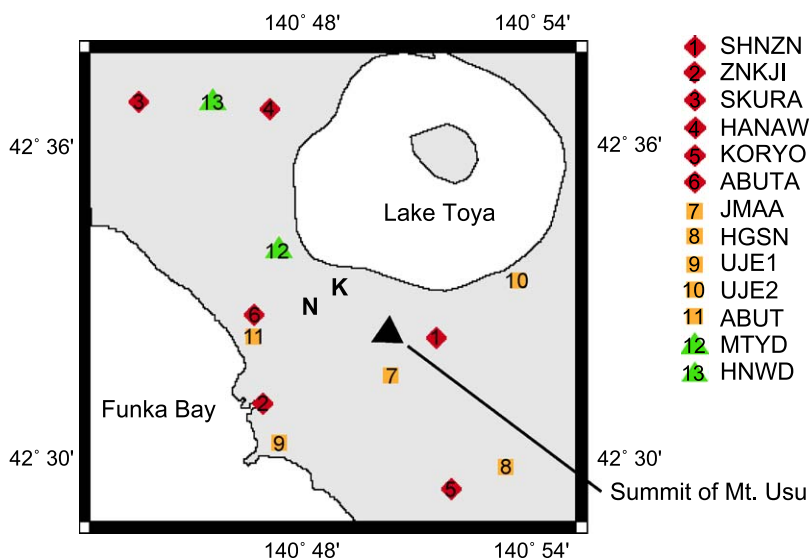 140° 48'
140° 54'
42° 36'
42° 36'
3
13
4
Lake Toya
12
10
K
N
6
11
1
7
2
Funka Bay
9
8
5
42° 30'
42° 30'
Summit of Mt. Usu
140° 48'
140° 54'
1 SHNZN
2 ZNKJI
3 SKURA
4 HANAW
5 KORYO
6 ABUTA
7 JMAA
8 HGSN
9 UJE1
10 UJE2
11 ABUT
12 MTYD
13 HNWD